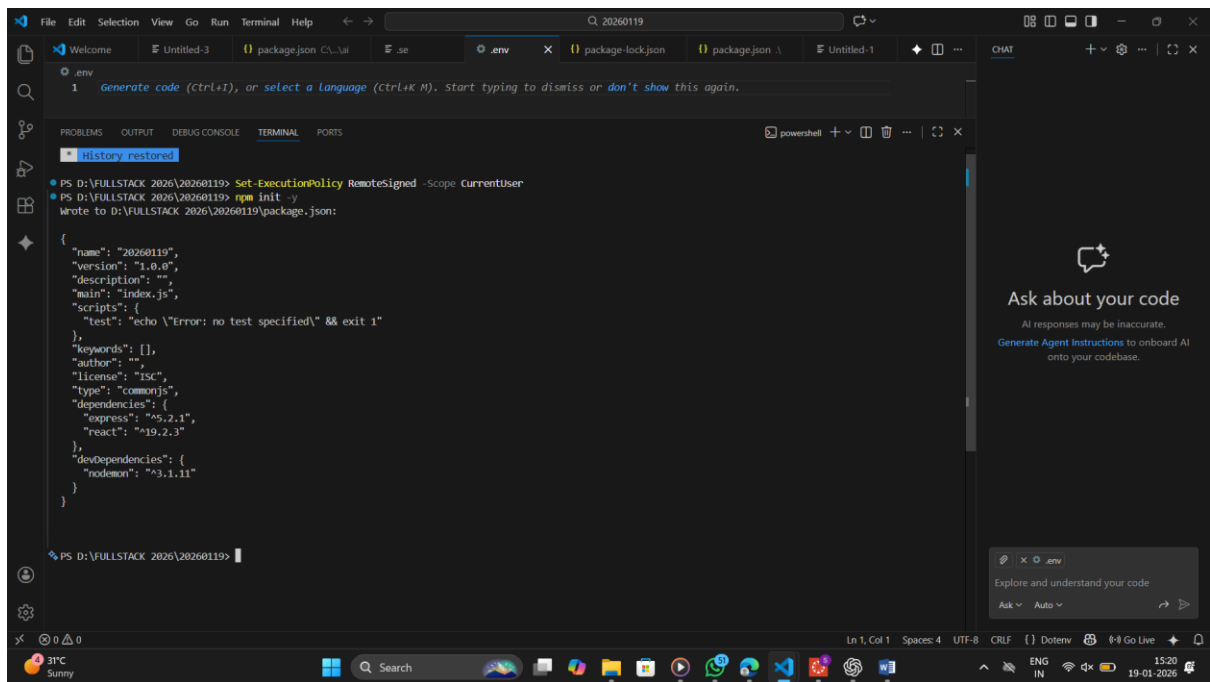 File Edit Selection View Go Run Terminal Help
20260119
Welcome
Untitled-3
package.json C:\...\ai
.se
.env
package-lock.json
package.json .\
Untitled-1
CHAT
.env
1 Generate code (Ctrl+I), or select a language (Ctrl+K M). Start typing to dismiss or don't show this again.
PROBLEMS OUTPUT DEBUG CONSOLE TERMINAL PORTS
powershell
* History restored
PS D:\FULLSTACK 2026\20260119> Set-ExecutionPolicy RemoteSigned -Scope CurrentUser
PS D:\FULLSTACK 2026\20260119> npm init -y
Wrote to D:\FULLSTACK 2026\20260119\package.json:
{
"name": "20260119",
"version": "1.0.0",
"description": "",
"main": "index.js",
"scripts": {
"test": "echo \"Error: no test specified\" && exit 1"
},
"keywords": [],
"author": "",
"license": "ISC",
"type": "commonjs",
"dependencies": {
"express": "^5.2.1",
"react": "^19.2.3"
},
"devDependencies": {
"nodemon": "^3.1.11"
}
}
PS D:\FULLSTACK 2026\20260119>
Ask about your code
AI responses may be inaccurate.
Generate Agent Instructions to onboard AI
onto your codebase.
.env
Explore and understand your code
Ask Auto
0 0
Ln 1, Col 1 Spaces: 4 UTF-8 CRLF {} Dotenv Go Live
4
31°C
Sunny
Search
51
ENG
IN
15:20
19-01-2026